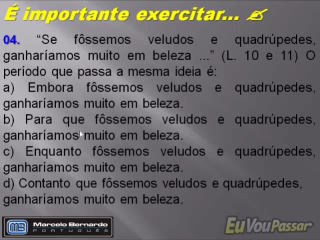 É importante exercitar...
04. “Se fôssemos veludos e quadrúpedes,
ganharíamos muito em beleza ...” (L. 10 e 11) O
período que passa a mesma ideia é:
a) Embora fôssemos veludos e quadrúpedes,
ganharíamos muito em beleza.
b) Para que fôssemos veludos e quadrúpedes,
ganharíamos muito em beleza.
c) Enquanto fôssemos veludos e quadrúpedes,
ganharíamos muito em beleza.
d) Contanto que fôssemos veludos e quadrúpedes,
ganharíamos muito em beleza.
Marcelo Bernardo
PORTUGUÊS
EuVouPassar